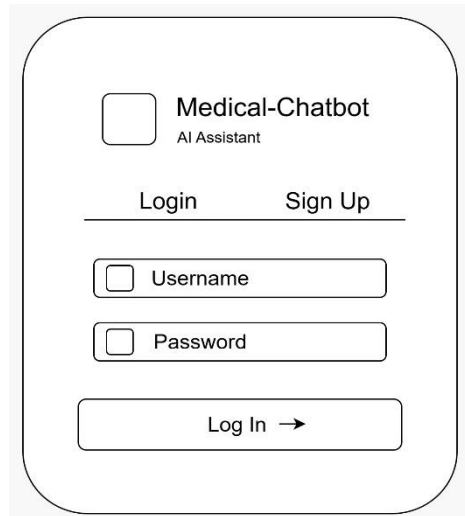 Medical-Chatbot
AI Assistant
Login Sign Up
Username
Password
Log In →